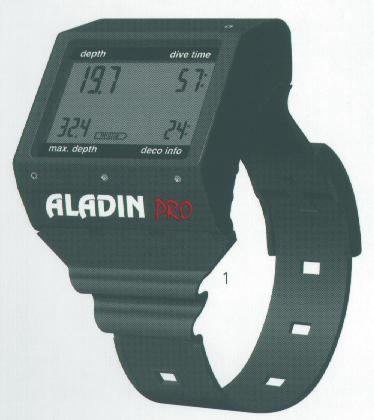 depth dive time
19.7 57:
32.4 24:
max. depth deco info
ALADIN PRO
1